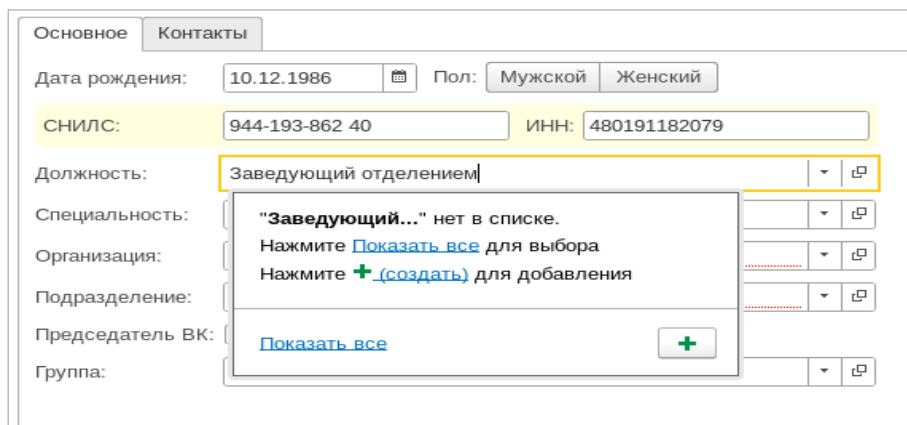 Основное Контакты
Дата рождения: 10.12.1986 Пол: Мужской Женский
СНИЛС: 944-193-862 40 ИНН: 480191182079
Должность: Заведующий отделением
Специальность:
"Заведующий..." нет в списке.
Нажмите Показать все для выбора
Нажмите + (создать) для добавления
Организация:
Подразделение:
Председатель ВК:
Показать все +
Группа: